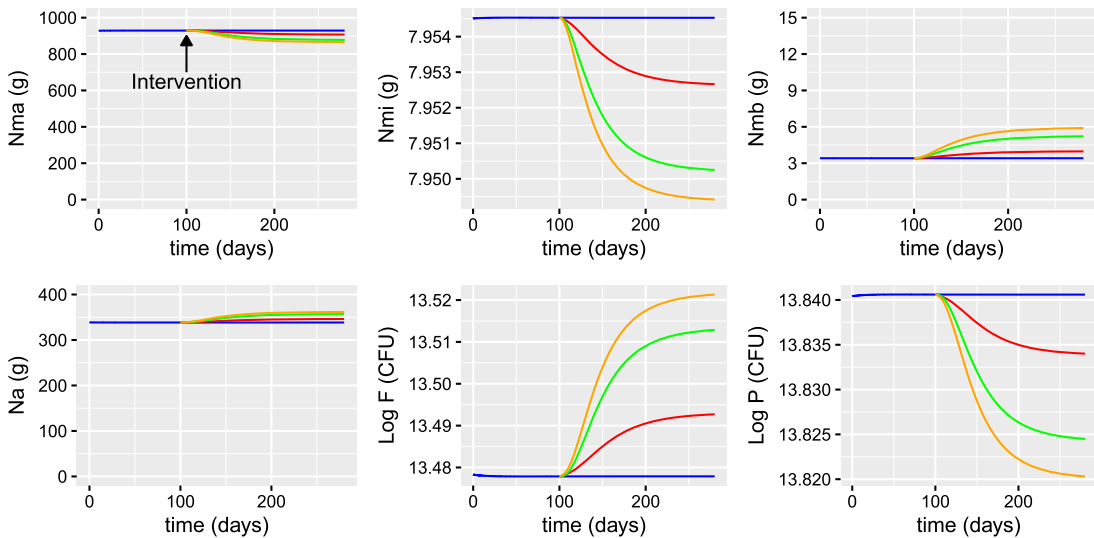 1000
800
600
400
200
0
Nma (g)
Intervention
0 100 200
time (days)
7.954
7.953
7.952
7.951
7.950
Nmi (g)
0 100 200
time (days)
15
12
9
6
3
0
Nmb (g)
0 100 200
time (days)
400
300
200
100
0
Na (g)
0 100 200
time (days)
13.52
13.51
13.50
13.49
13.48
Log F (CFU)
0 100 200
time (days)
13.840
13.835
13.830
13.825
13.820
Log P (CFU)
0 100 200
time (days)